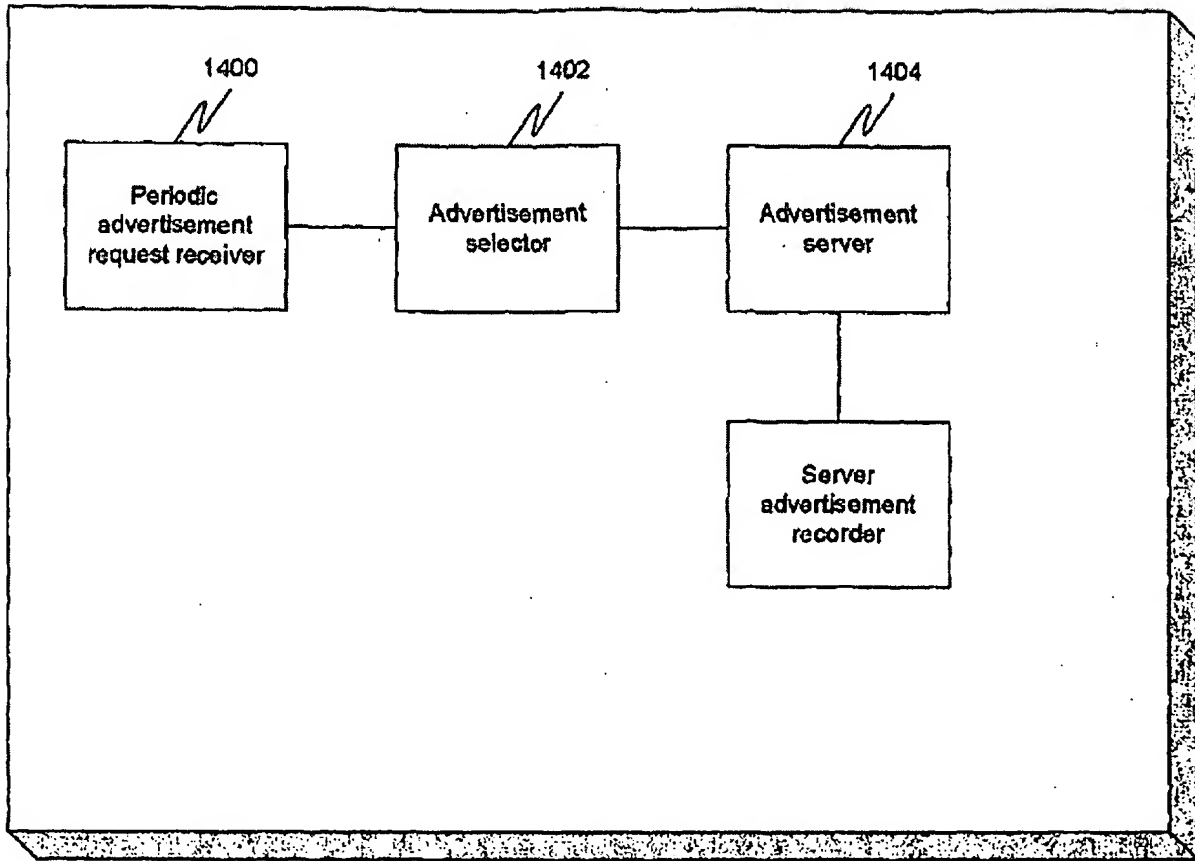 1400
1402
1404
Periodic
advertisement
request receiver
Advertisement
selector
Advertisement
server
Server
advertisement
recorder